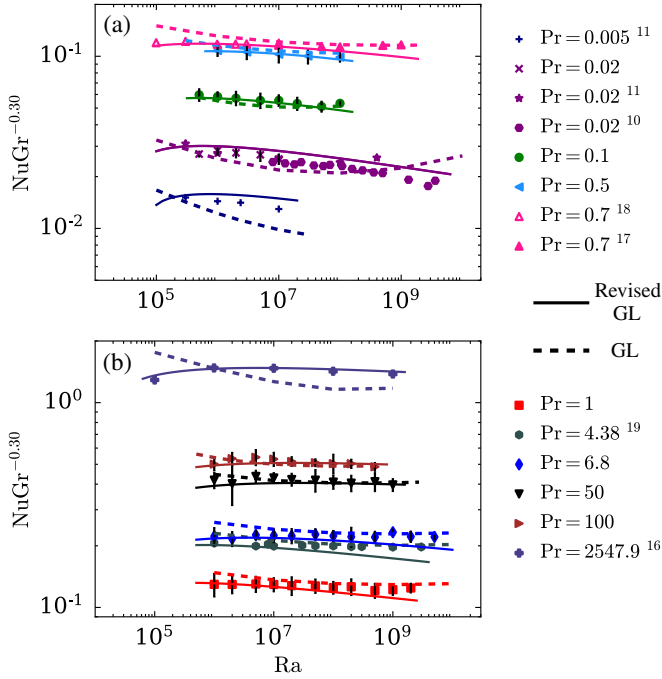 (a)
NuGr^−0.30
10^−1
10^−2
10^5
10^7
10^9
Pr = 0.005 ^11
Pr = 0.02
Pr = 0.02 ^11
Pr = 0.02 ^10
Pr = 0.1
Pr = 0.5
Pr = 0.7 ^18
Pr = 0.7 ^17
Revised
GL
GL
(b)
NuGr^−0.30
10^0
10^−1
10^5
10^7
10^9
Ra
Pr = 1
Pr = 4.38 ^19
Pr = 6.8
Pr = 50
Pr = 100
Pr = 2547.9 ^16